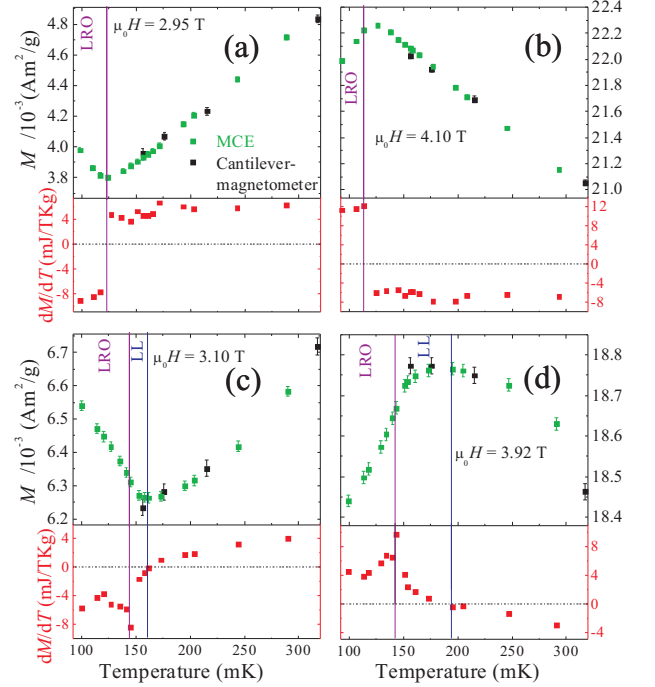 LRO
μ₀H = 2.95 T
(a)
M /10⁻³ (Am²/g)
4.8
4.6
4.4
4.2
4.0
3.8
MCE
Cantilever-
magnetometer
dM/dT (mJ/TKg)
4
0
-4
-8
LRO
(b)
μ₀H = 4.10 T
22.4
22.2
22.0
21.8
21.6
21.4
21.2
21.0
12
8
4
0
-4
-8
LRO
LL
μ₀H = 3.10 T
(c)
M /10⁻³ (Am²/g)
6.7
6.6
6.5
6.4
6.3
6.2
dM/dT (mJ/TKg)
4
0
-4
-8
100 150 200 250 300
Temperature (mK)
LRO
LL
(d)
μ₀H = 3.92 T
18.8
18.7
18.6
18.5
18.4
8
4
0
-4
100 150 200 250 300
Temperature (mK)